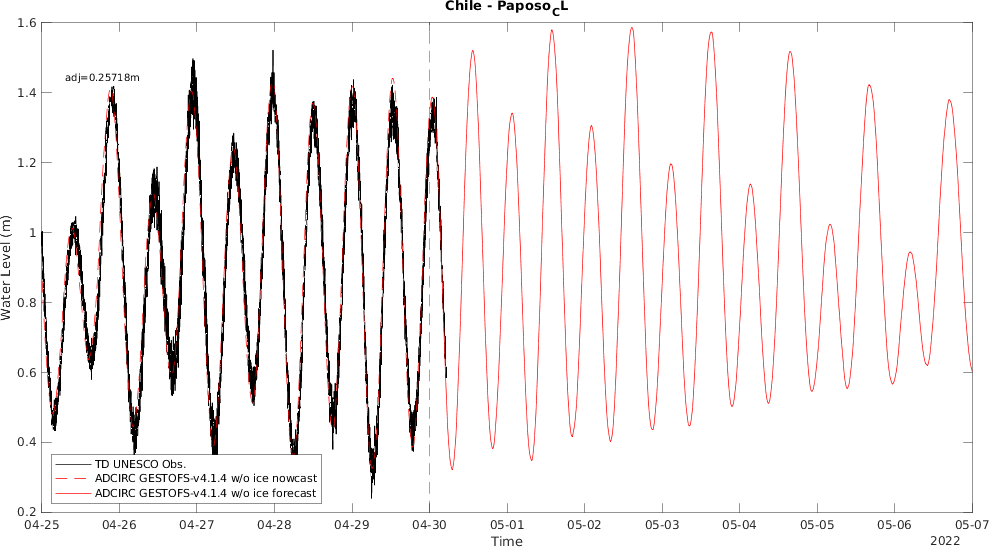 Chile - Paposo_CL
adj=0.25718m
Water Level (m)
1.6
1.4
1.2
1
0.8
0.6
0.4
0.2
TD UNESCO Obs.
ADCIRC GESTOFS-v4.1.4 w/o ice nowcast
ADCIRC GESTOFS-v4.1.4 w/o ice forecast
04-25 04-26 04-27 04-28 04-29 04-30 05-01 05-02 05-03 05-04 05-05 05-06 05-07
Time
2022